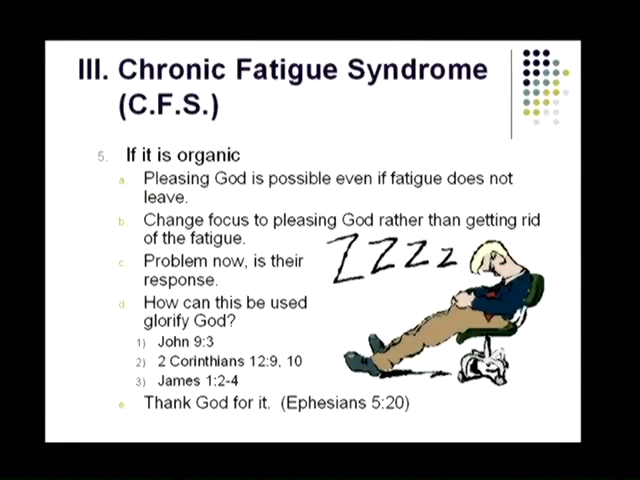 III. Chronic Fatigue Syndrome
(C.F.S.)
5. If it is organic
a. Pleasing God is possible even if fatigue does not
leave.
b. Change focus to pleasing God rather than getting rid
of the fatigue.
c. Problem now, is their
response.
d. How can this be used
glorify God?
1) John 9:3
2) 2 Corinthians 12:9, 10
3) James 1:2-4
e. Thank God for it. (Ephesians 5:20)
Z Z Z Z